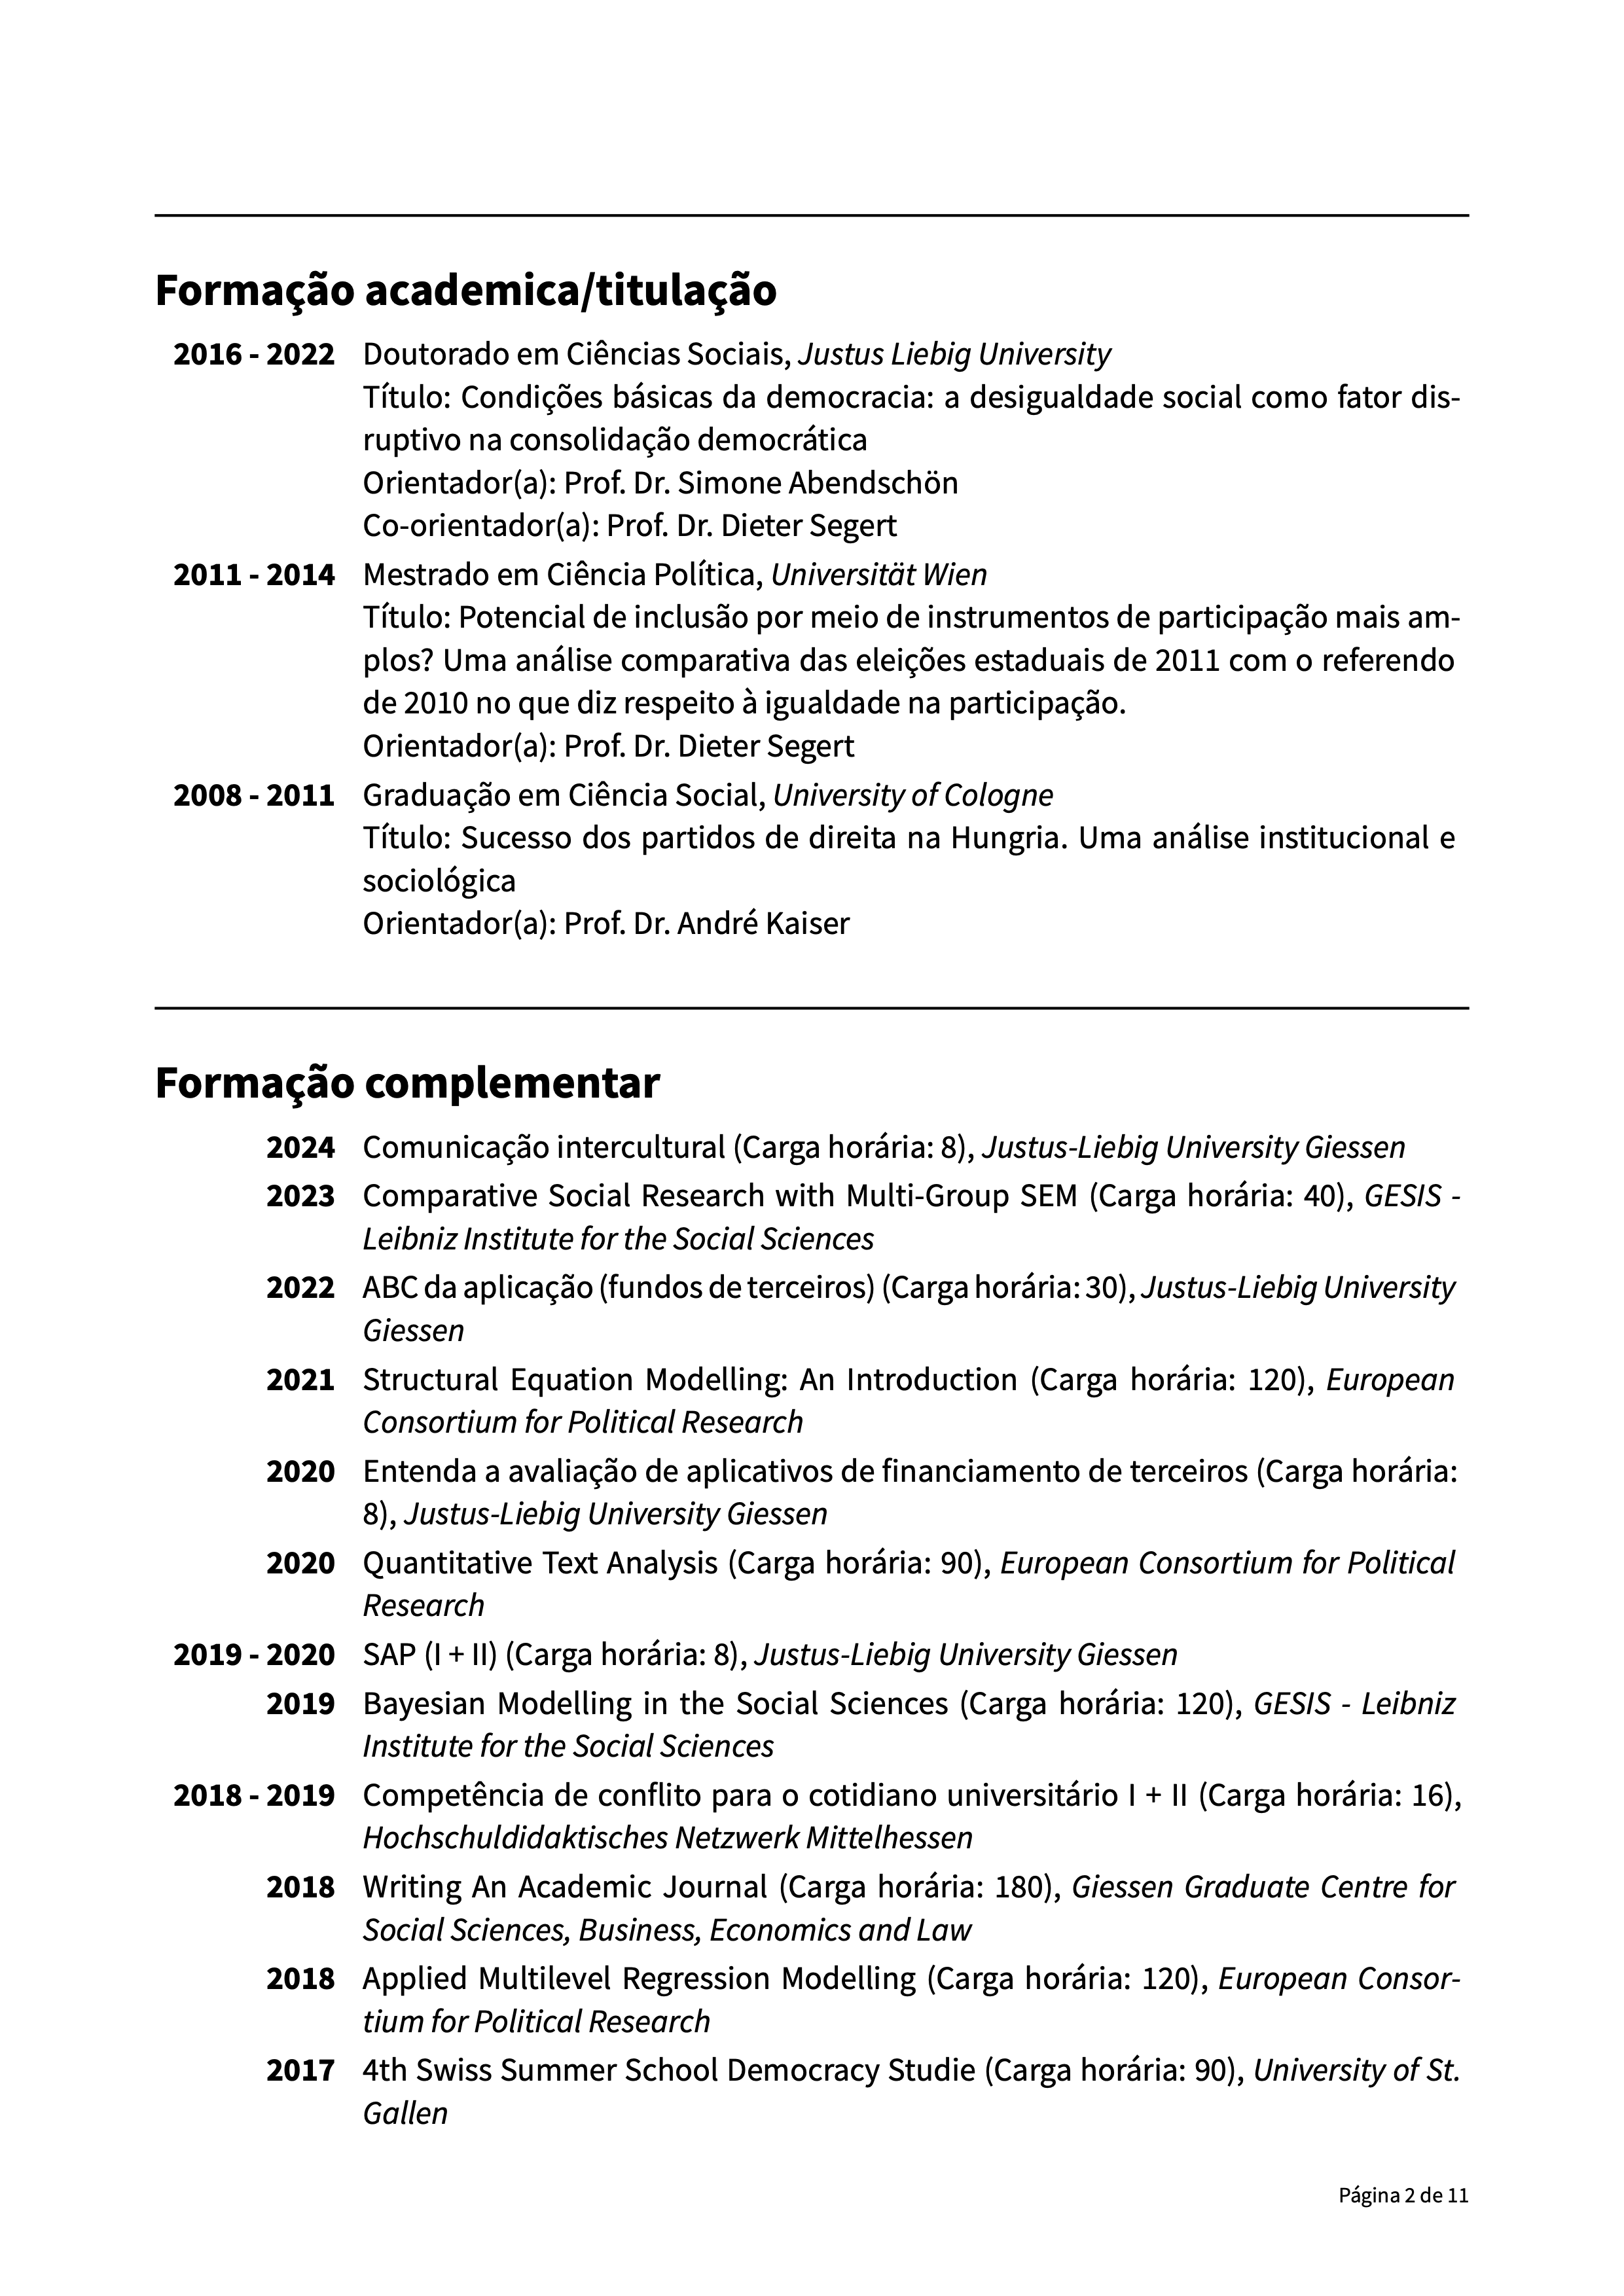 Formação academica/titulação
2016 - 2022 Doutorado em Ciências Sociais, Justus Liebig University
Título: Condições básicas da democracia: a desigualdade social como fator dis-
ruptivo na consolidação democrática
Orientador(a): Prof. Dr. Simone Abendschön
Co-orientador(a): Prof. Dr. Dieter Segert
2011 - 2014 Mestrado em Ciência Política, Universität Wien
Título: Potencial de inclusão por meio de instrumentos de participação mais am-
plos? Uma análise comparativa das eleições estaduais de 2011 com o referendo
de 2010 no que diz respeito à igualdade na participação.
Orientador(a): Prof. Dr. Dieter Segert
2008 - 2011 Graduação em Ciência Social, University of Cologne
Título: Sucesso dos partidos de direita na Hungria. Uma análise institucional e
sociológica
Orientador(a): Prof. Dr. André Kaiser
Formação complementar
2024 Comunicação intercultural (Carga horária: 8), Justus-Liebig University Giessen
2023 Comparative Social Research with Multi-Group SEM (Carga horária: 40), GESIS -
Leibniz Institute for the Social Sciences
2022 ABC da aplicação (fundos de terceiros) (Carga horária: 30), Justus-Liebig University
Giessen
2021 Structural Equation Modelling: An Introduction (Carga horária: 120), European
Consortium for Political Research
2020 Entenda a avaliação de aplicativos de financiamento de terceiros (Carga horária:
8), Justus-Liebig University Giessen
2020 Quantitative Text Analysis (Carga horária: 90), European Consortium for Political
Research
2019 - 2020 SAP (I + II) (Carga horária: 8), Justus-Liebig University Giessen
2019 Bayesian Modelling in the Social Sciences (Carga horária: 120), GESIS - Leibniz
Institute for the Social Sciences
2018 - 2019 Competência de conflito para o cotidiano universitário I + II (Carga horária: 16),
Hochschuldidaktisches Netzwerk Mittelhessen
2018 Writing An Academic Journal (Carga horária: 180), Giessen Graduate Centre for
Social Sciences, Business, Economics and Law
2018 Applied Multilevel Regression Modelling (Carga horária: 120), European Consor-
tium for Political Research
2017 4th Swiss Summer School Democracy Studie (Carga horária: 90), University of St.
Gallen
Página 2 de 11